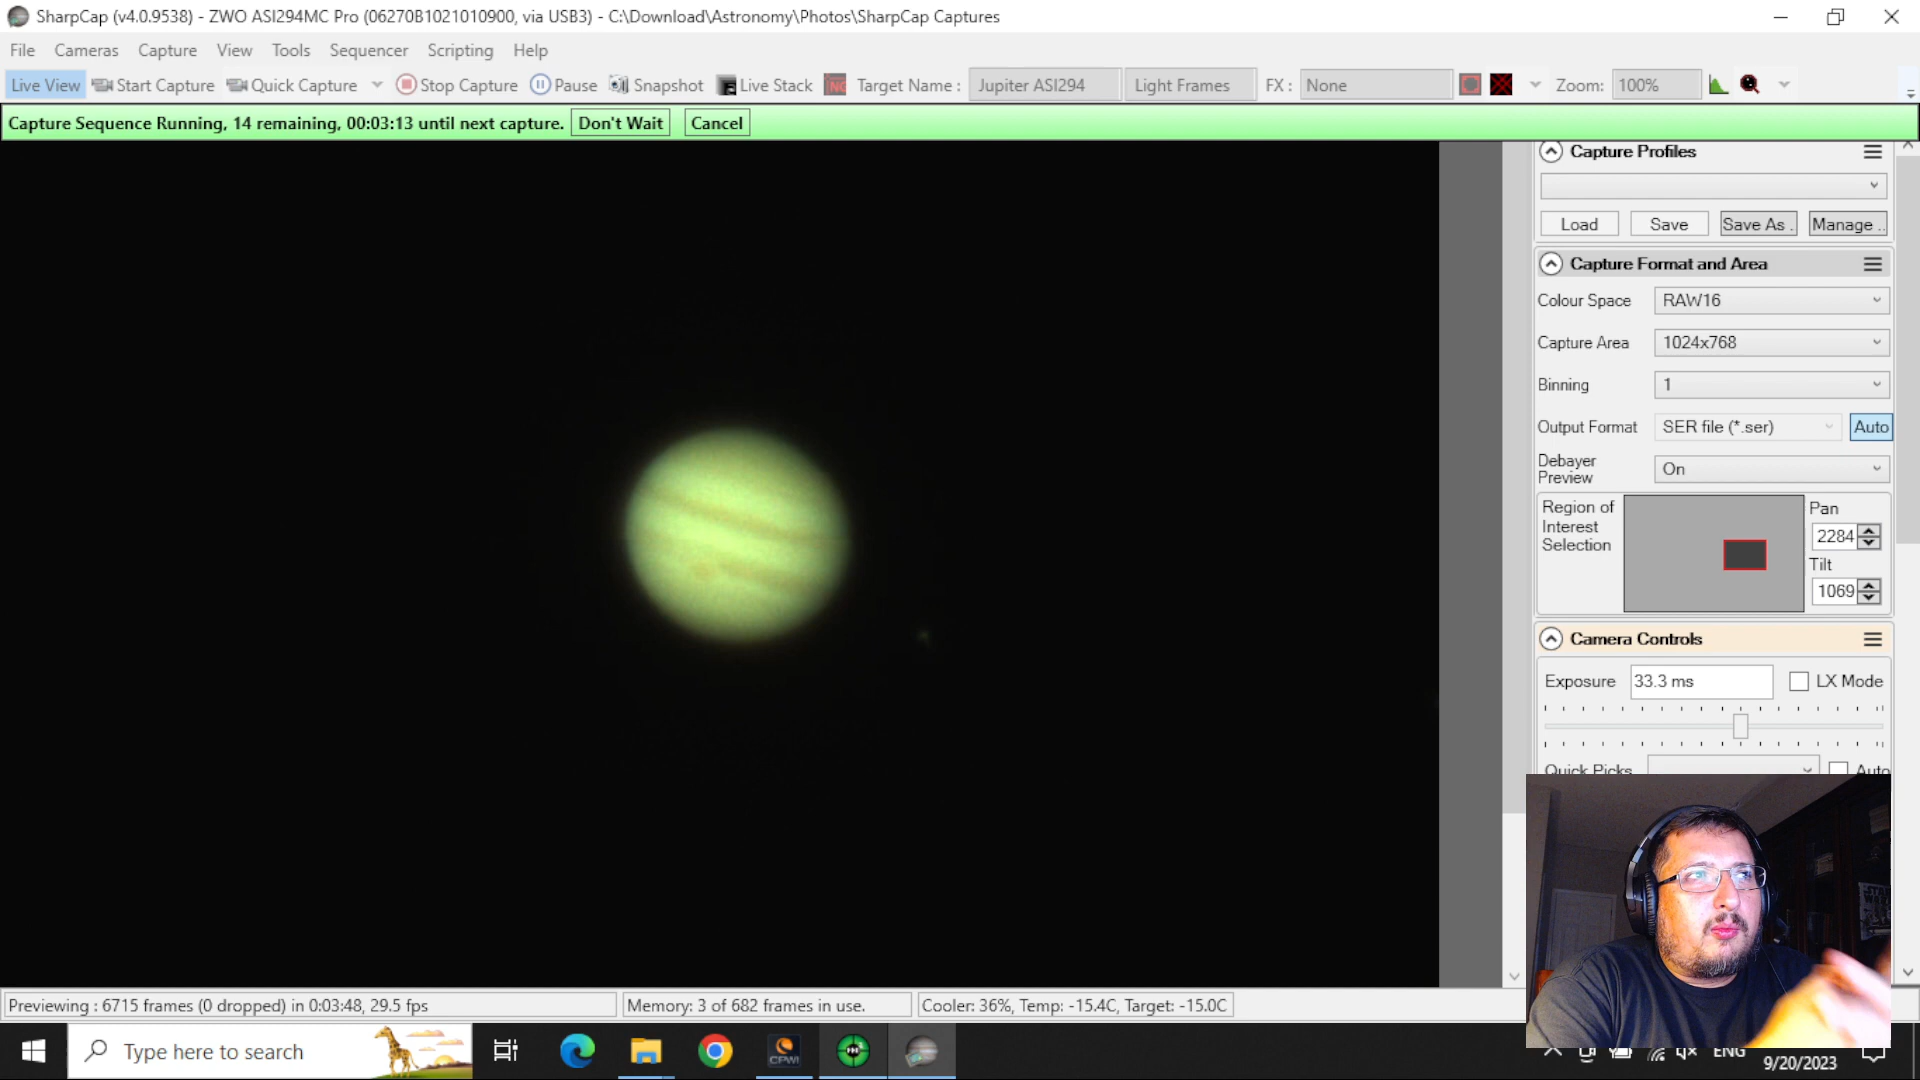 SharpCap (v4.0.9538) - ZWO ASI294MC Pro (06270B1021010900, via USB3) - C:\Download\Astronomy\Photos\SharpCap Captures
File Cameras Capture View Tools Sequencer Scripting Help
Live View Start Capture Quick Capture Stop Capture Pause Snapshot Live Stack Target Name : Jupiter ASI294 Light Frames FX : None Zoom: 100%
Capture Sequence Running, 14 remaining, 00:03:13 until next capture. Don't Wait Cancel
Capture Profiles
Load Save Save As . Manage ..
Capture Format and Area
Colour Space RAW16
Capture Area 1024x768
Binning 1
Output Format SER file (*.ser) Auto
Debayer Preview On
Region of Interest Selection
Pan
2284
Tilt
1069
Camera Controls
Exposure 33.3 ms LX Mode
Quick Picks Auto
Previewing : 6715 frames (0 dropped) in 0:03:48, 29.5 fps Memory: 3 of 682 frames in use. Cooler: 36%, Temp: -15.4C, Target: -15.0C
Type here to search
CPWI
ENG
9/20/2023